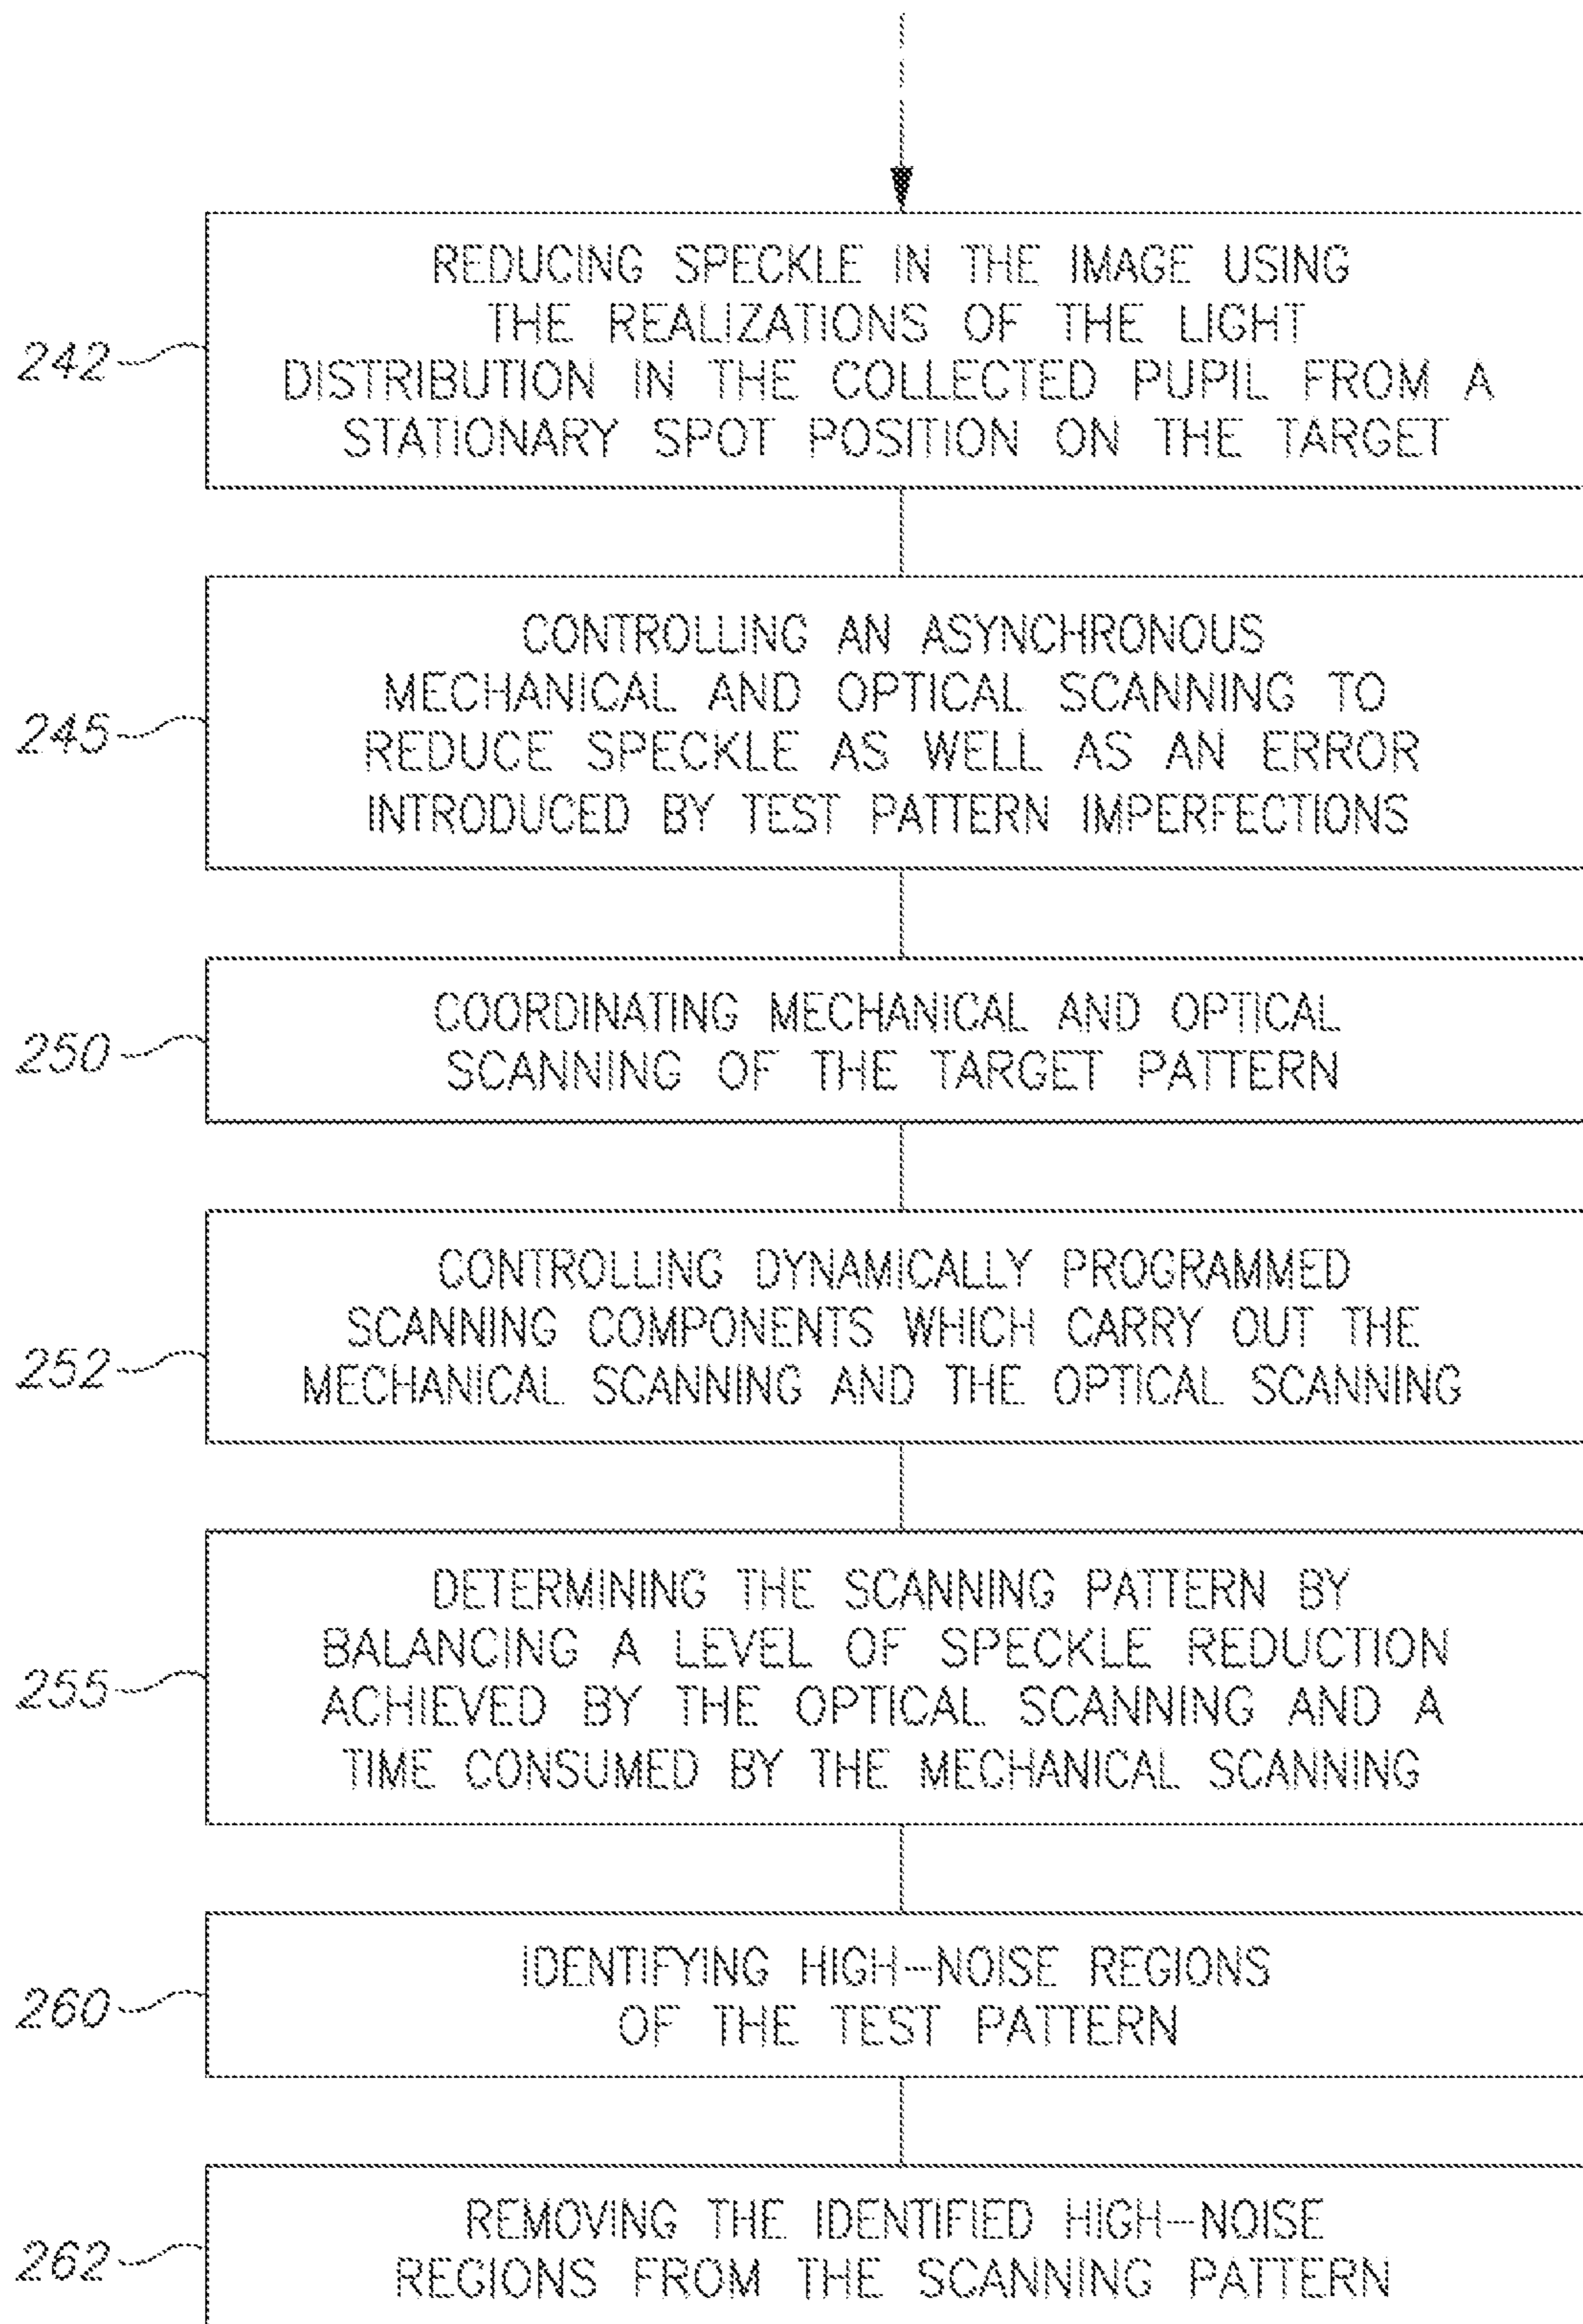 REDUCING SPECKLE IN THE IMAGE USING
THE REALIZATIONS OF THE LIGHT
242
DISTRIBUTION IN THE COLLECTED PUPIL FROM A
STATIONARY SPOT POSITION ON THE TARGET
CONTROLLING AN ASYNCHRONOUS
MECHANICAL AND OPTICAL SCANNING TO
245
REDUCE SPECKLE AS WELL AS AN ERROR
INTRODUCED BY TEST PATTERN IMPERFECTIONS
COORDINATING MECHANICAL AND OPTICAL
250
SCANNING OF THE TARGET PATTERN
CONTROLLING DYNAMICALLY PROGRAMMED
SCANNING COMPONENTS WHICH CARRY OUT THE
252
MECHANICAL SCANNING AND THE OPTICAL SCANNING
DETERMINING THE SCANNING PATTERN BY
BALANCING A LEVEL OF SPECKLE REDUCTION
255
ACHIEVED BY THE OPTICAL SCANNING AND A
TIME CONSUMED BY THE MECHANICAL SCANNING
IDENTIFYING HIGH-NOISE REGIONS
260
OF THE TEST PATTERN
REMOVING THE IDENTIFIED HIGH-NOISE
262
REGIONS FROM THE SCANNING PATTERN